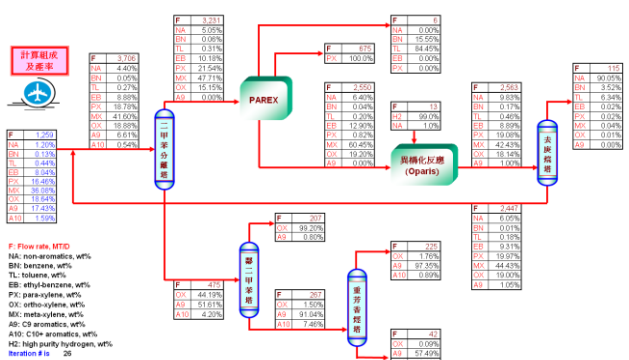 計算組成
及產率
F 3,706
NA 4.40%
BN 0.05%
TL 0.27%
EB 8.88%
PX 18.78%
MX 41.60%
OX 18.88%
A9 6.61%
A10 0.54%
F 3,231
NA 5.05%
BN 0.06%
TL 0.31%
EB 10.18%
PX 21.54%
MX 47.71%
OX 15.15%
A9 0.00%
F 6
NA 0.00%
BN 15.55%
TL 84.45%
EB 0.00%
PX 0.00%
F 675
PX 100.0%
PAREX
F 2,550
NA 6.40%
BN 0.04%
TL 0.20%
EB 12.90%
PX 0.82%
MX 60.45%
OX 19.20%
A9 0.00%
F 13
H2 99.0%
NA 1.0%
異構化反應
(Oparis)
F 2,563
NA 9.83%
BN 0.17%
TL 0.46%
EB 8.89%
PX 19.08%
MX 42.43%
OX 18.14%
A9 1.00%
F 115
NA 90.05%
BN 3.52%
TL 6.34%
EB 0.02%
PX 0.02%
MX 0.04%
OX 0.01%
A9 0.00%
二甲苯分離塔
去庚烷塔
F 1,259
NA 1.20%
BN 0.13%
TL 0.44%
EB 8.04%
PX 16.46%
MX 36.08%
OX 18.64%
A9 17.43%
A10 1.59%
F 2,447
NA 6.05%
BN 0.01%
TL 0.18%
EB 9.31%
PX 19.97%
MX 44.43%
OX 19.00%
A9 1.05%
F 207
OX 99.20%
A9 0.80%
F 225
OX 1.76%
A9 97.35%
A10 0.89%
F 475
OX 44.19%
A9 51.61%
A10 4.20%
鄰二甲苯塔
F 267
OX 1.50%
A9 91.04%
A10 7.46%
重芳香烴塔
F 42
OX 0.09%
A9 57.49%
F: Flow rate, MT/D
NA: non-aromatics, wt%
BN: benzene, wt%
TL: toluene, wt%
EB: ethyl-benzene, wt%
PX: para-xylene, wt%
OX: ortho-xylene, wt%
MX: meta-xylene, wt%
A9: C9 aromatics, wt%
A10: C10+ aromatics, wt%
H2: high purity hydrogen, wt%
Iteration # is 26